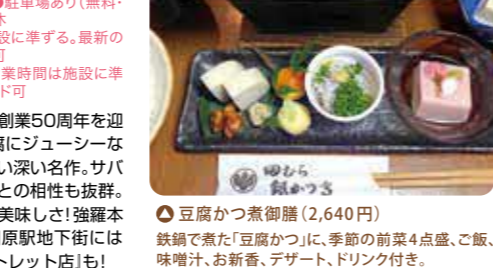 ●駐車場あり（無料・
休
設に準ずる。最新の
可
業時間は施設に準
ド可
創業50周年を迎
腐にジューシーな
い深い名作。サバ
との相性も抜群。
美味しさ！強羅本
原駅地下街には
トレット店』も！
田むら
銀かつ亭
豆腐かつ煮御膳（2,640円）
鉄鍋で煮た「豆腐かつ」に、季節の前菜4点盛、ご飯、
味噌汁、お新香、デザート、ドリンク付き。